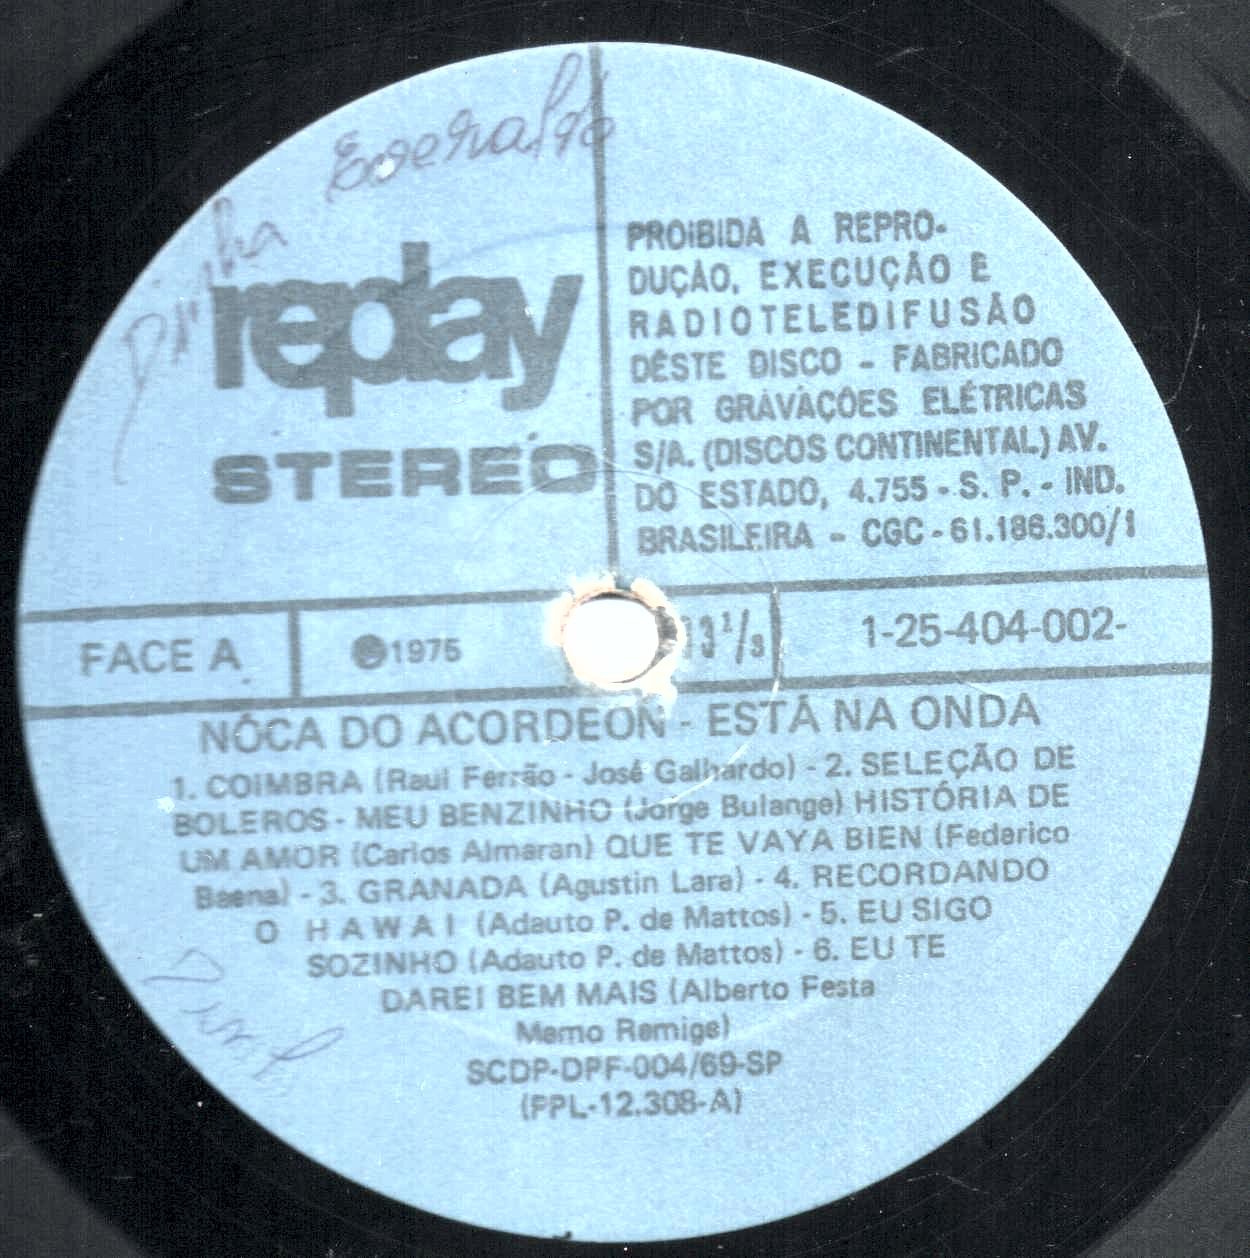 Esmeralda
replay
STEREO
PROIBIDA A REPRO-
DUÇÃO, EXECUÇÃO E
RADIOTELEDIFUSÃO
DÊSTE DISCO - FABRICADO
POR GRAVAÇÕES ELÉTRICAS
S/A. (DISCOS CONTINENTAL) AV.
DO ESTADO, 4.755 - S. P. - IND.
BRASILEIRA - CGC - 61.186.300/1
FACE A
℗1975
33 1/3
1-25-404-002-
NÔCA DO ACORDEON - ESTÁ NA ONDA
1. COIMBRA (Raul Ferrão - José Galhardo) - 2. SELEÇÃO DE
BOLEROS - MEU BENZINHO (Jorge Bulange) HISTÓRIA DE
UM AMOR (Carlos Almaran) QUE TE VAYA BIEN (Federico
Baena) - 3. GRANADA (Agustin Lara) - 4. RECORDANDO
O HAWAI (Adauto P. de Mattos) - 5. EU SIGO
SOZINHO (Adauto P. de Mattos) - 6. EU TE
DAREI BEM MAIS (Alberto Festa
Memo Remige)
SCDP-DPF-004/69-SP
(PPL-12.308-A)